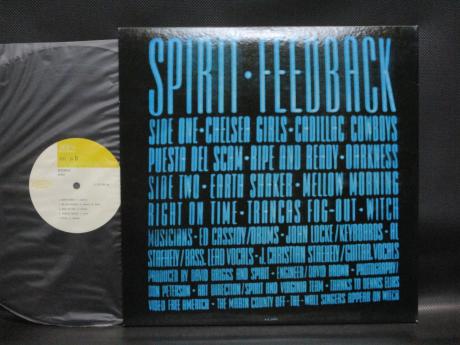 SPIRIT • FEEDBACK
SIDE ONE • CHELSEA GIRLS • CADILLAC COWBOYS
PUESTA DEL SCAM • RIPE AND READY • DARKNESS
SIDE TWO • EARTH SHAKER • MELLOW MORNING
RIGHT ON TIME • TRANCAS FOG-OUT • WITCH
MUSICIANS • ED CASSIDY/DRUMS • JOHN LOCKE/KEYBOARDS • AL
STAEHELY/BASS, LEAD VOCALS • J. CHRISTIAN STAEHELY/GUITAR, VOCALS
PRODUCED BY DAVID BRIGGS AND SPIRIT • ENGINEER/DAVID BROWN • PHOTOGRAPHY/
DON PETERSON • ART DIRECTION/SPIRIT AND VIRGINIA TEAM • THANKS TO DENNIS
VIDEO FREE AMERICA • THE MARIN COUNTY OFF-THE-WALL SINGERS APPEAR ON WITCH